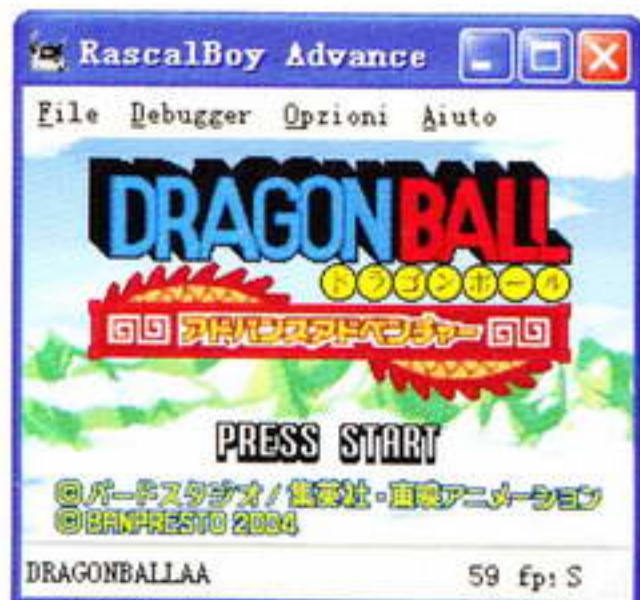 RascalBoy Advance
File Debugger Opzioni Aiuto
DRAGON BALL
ドラゴンボール
アドバンスアドベンチャー
PRESS START
©バードスタジオ/集英社・東映アニメーション
©BANPRESTO 2004
DRAGONBALLAA 59 fp: S